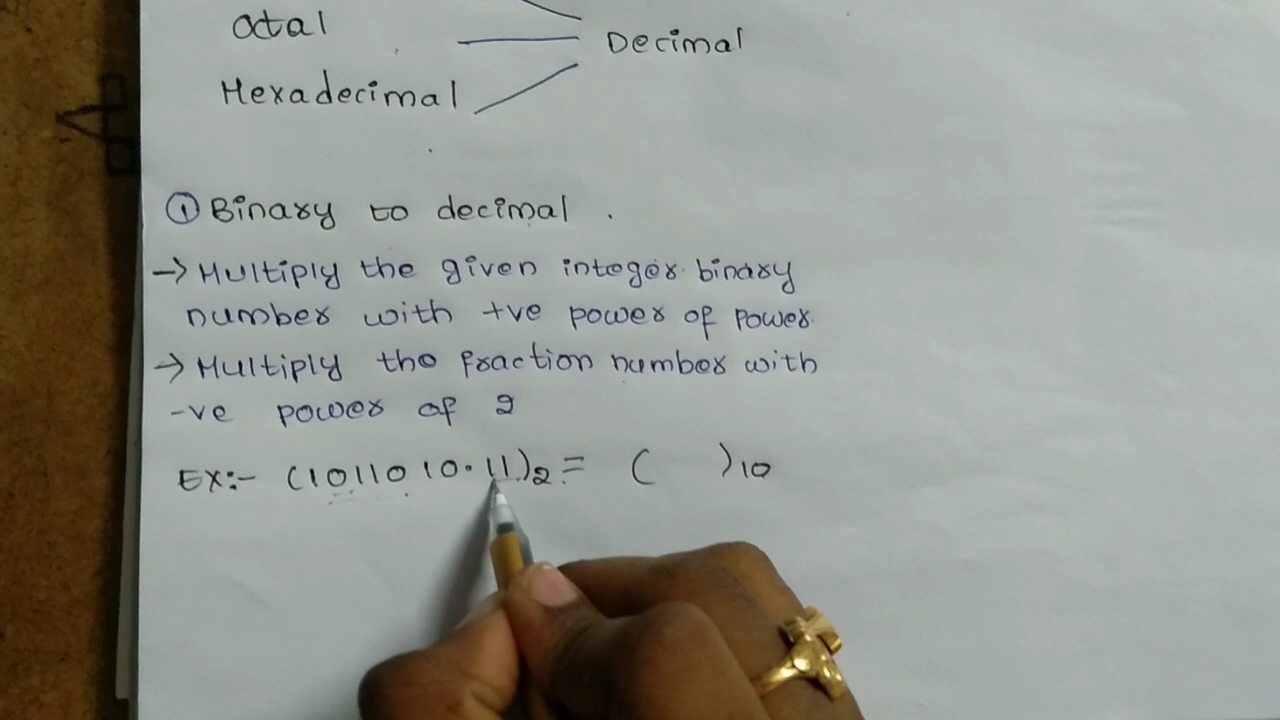 Octal
Decimal
Hexadecimal
① Binary to decimal .
→ Multiply the given integer binary
number with +ve power of power.
→ Multiply the fraction number with
-ve power of 2
EX:- (1011010.11)2 = ( )10